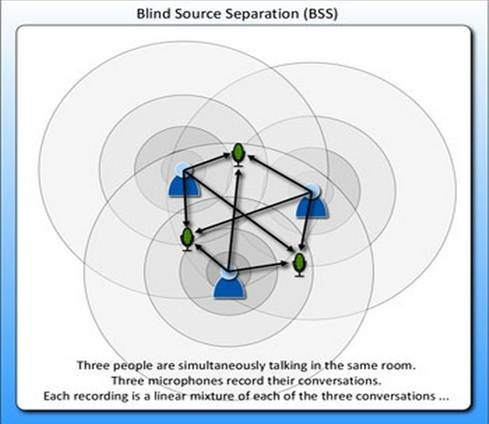 Blind Source Separation (BSS)
Three people are simultaneously talking in the same room.
Three microphones record their conversations.
Each recording is a linear mixture of each of the three conversations ...